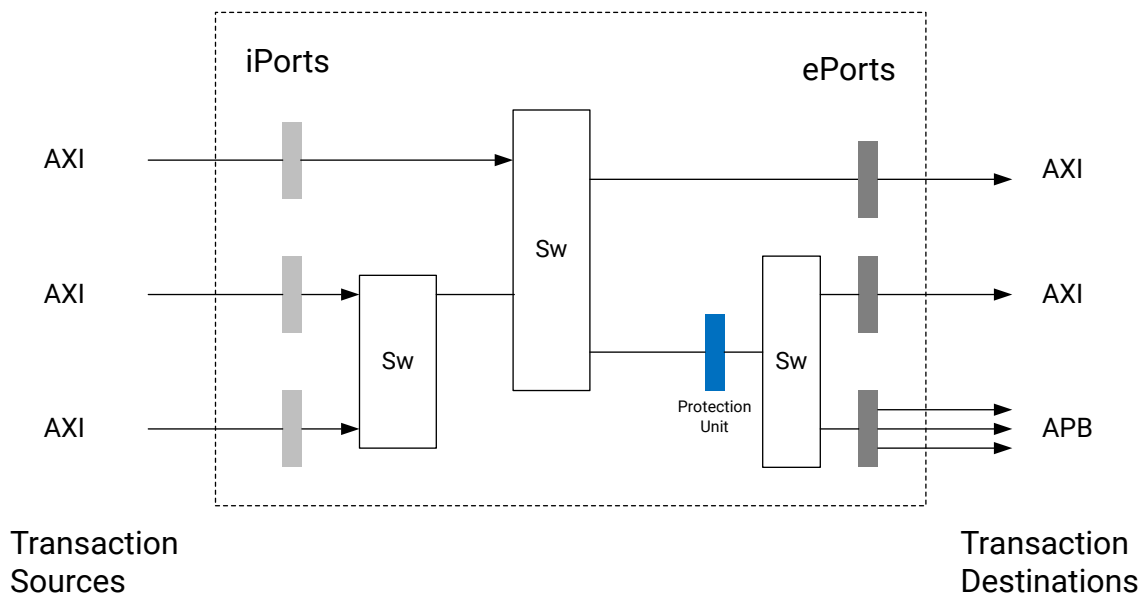 iPorts
ePorts
AXI
AXI
Sw
AXI
AXI
Sw
Sw
Protection
Unit
AXI
APB
Transaction
Sources
Transaction
Destinations